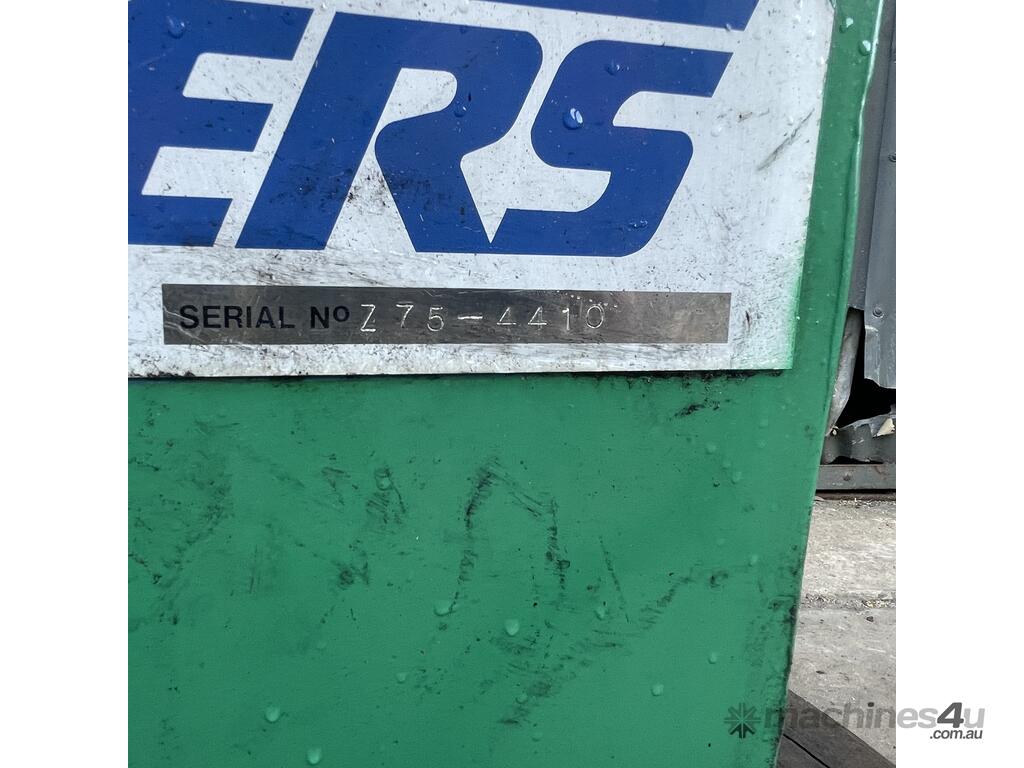 ERS
SERIAL Nº Z75-4410
machines4u
.com.au